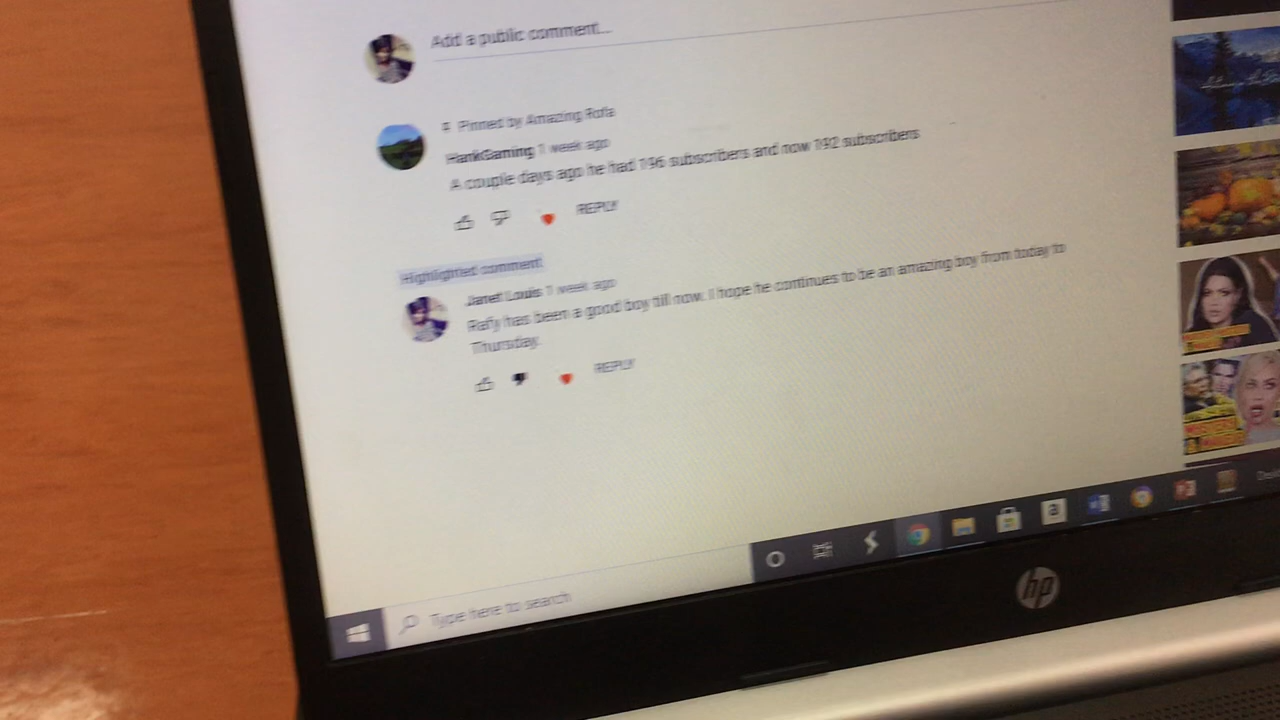 Add a public comment...
Pinned by Amazing Rofa
HankGaming 1 week ago
A couple days ago he had 196 subscribers and now 192 subscribers
REPLY
Highlighted comment
Janet Louis 1 week ago
Rafy has been a good boy till now. I hope he continues to be an amazing boy from today to
Thursday.
REPLY
Type here to search
hp